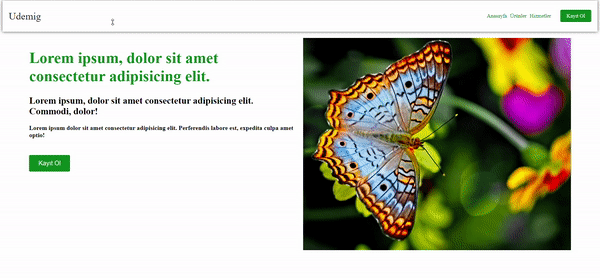 Udemig
Anasayfa Ürünler Hizmetler Kayıt Ol
Lorem ipsum, dolor sit amet
consectetur adipisicing elit.
Lorem ipsum, dolor sit amet consectetur adipisicing elit.
Commodi, dolor!
Lorem ipsum dolor sit amet consectetur adipisicing elit. Perferendis labore est, expedita culpa amet
optio!
Kayıt Ol